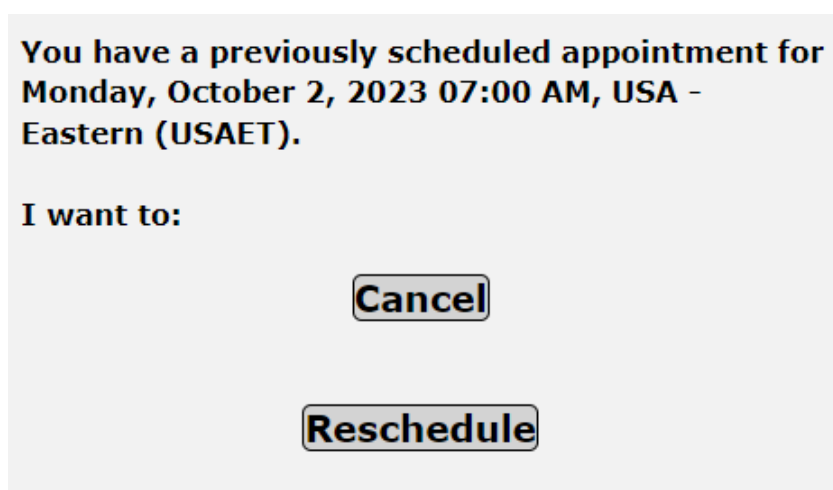 You have a previously scheduled appointment for
Monday, October 2, 2023 07:00 AM, USA -
Eastern (USAET).
I want to:
Cancel
Reschedule